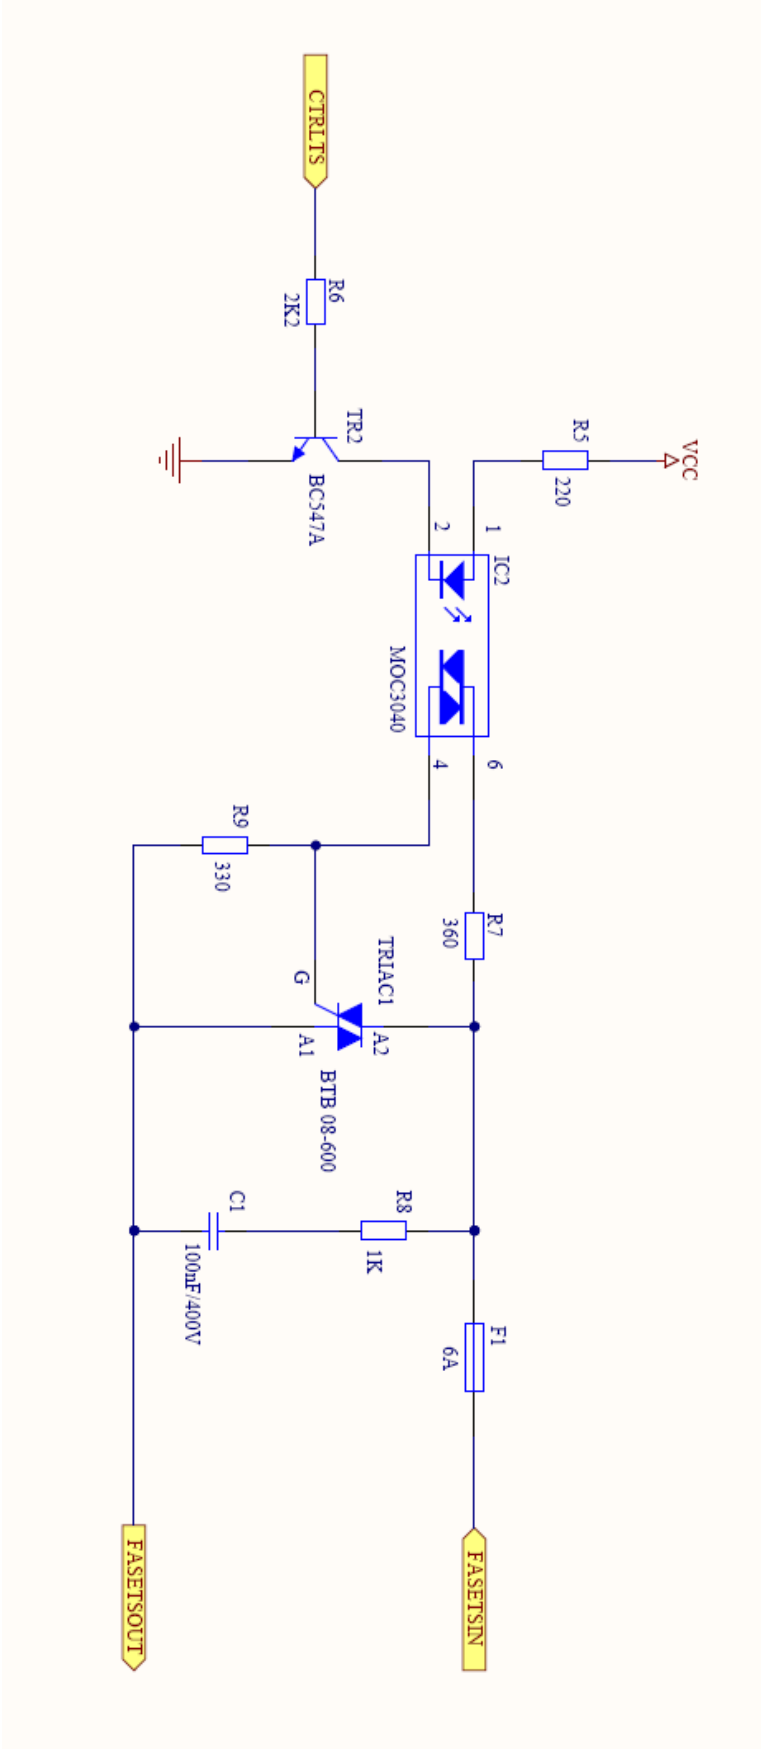 CTRLTS
R6
2K2
TR2
BC547A
VCC
R5
220
1
2
IC2
MOC3040
6
4
R9
330
R7
360
TRIAC1
G
A2
A1
BTB 08-600
R8
1K
C1
100nF/400V
F1
6A
FASETSIN
FASETSOUT